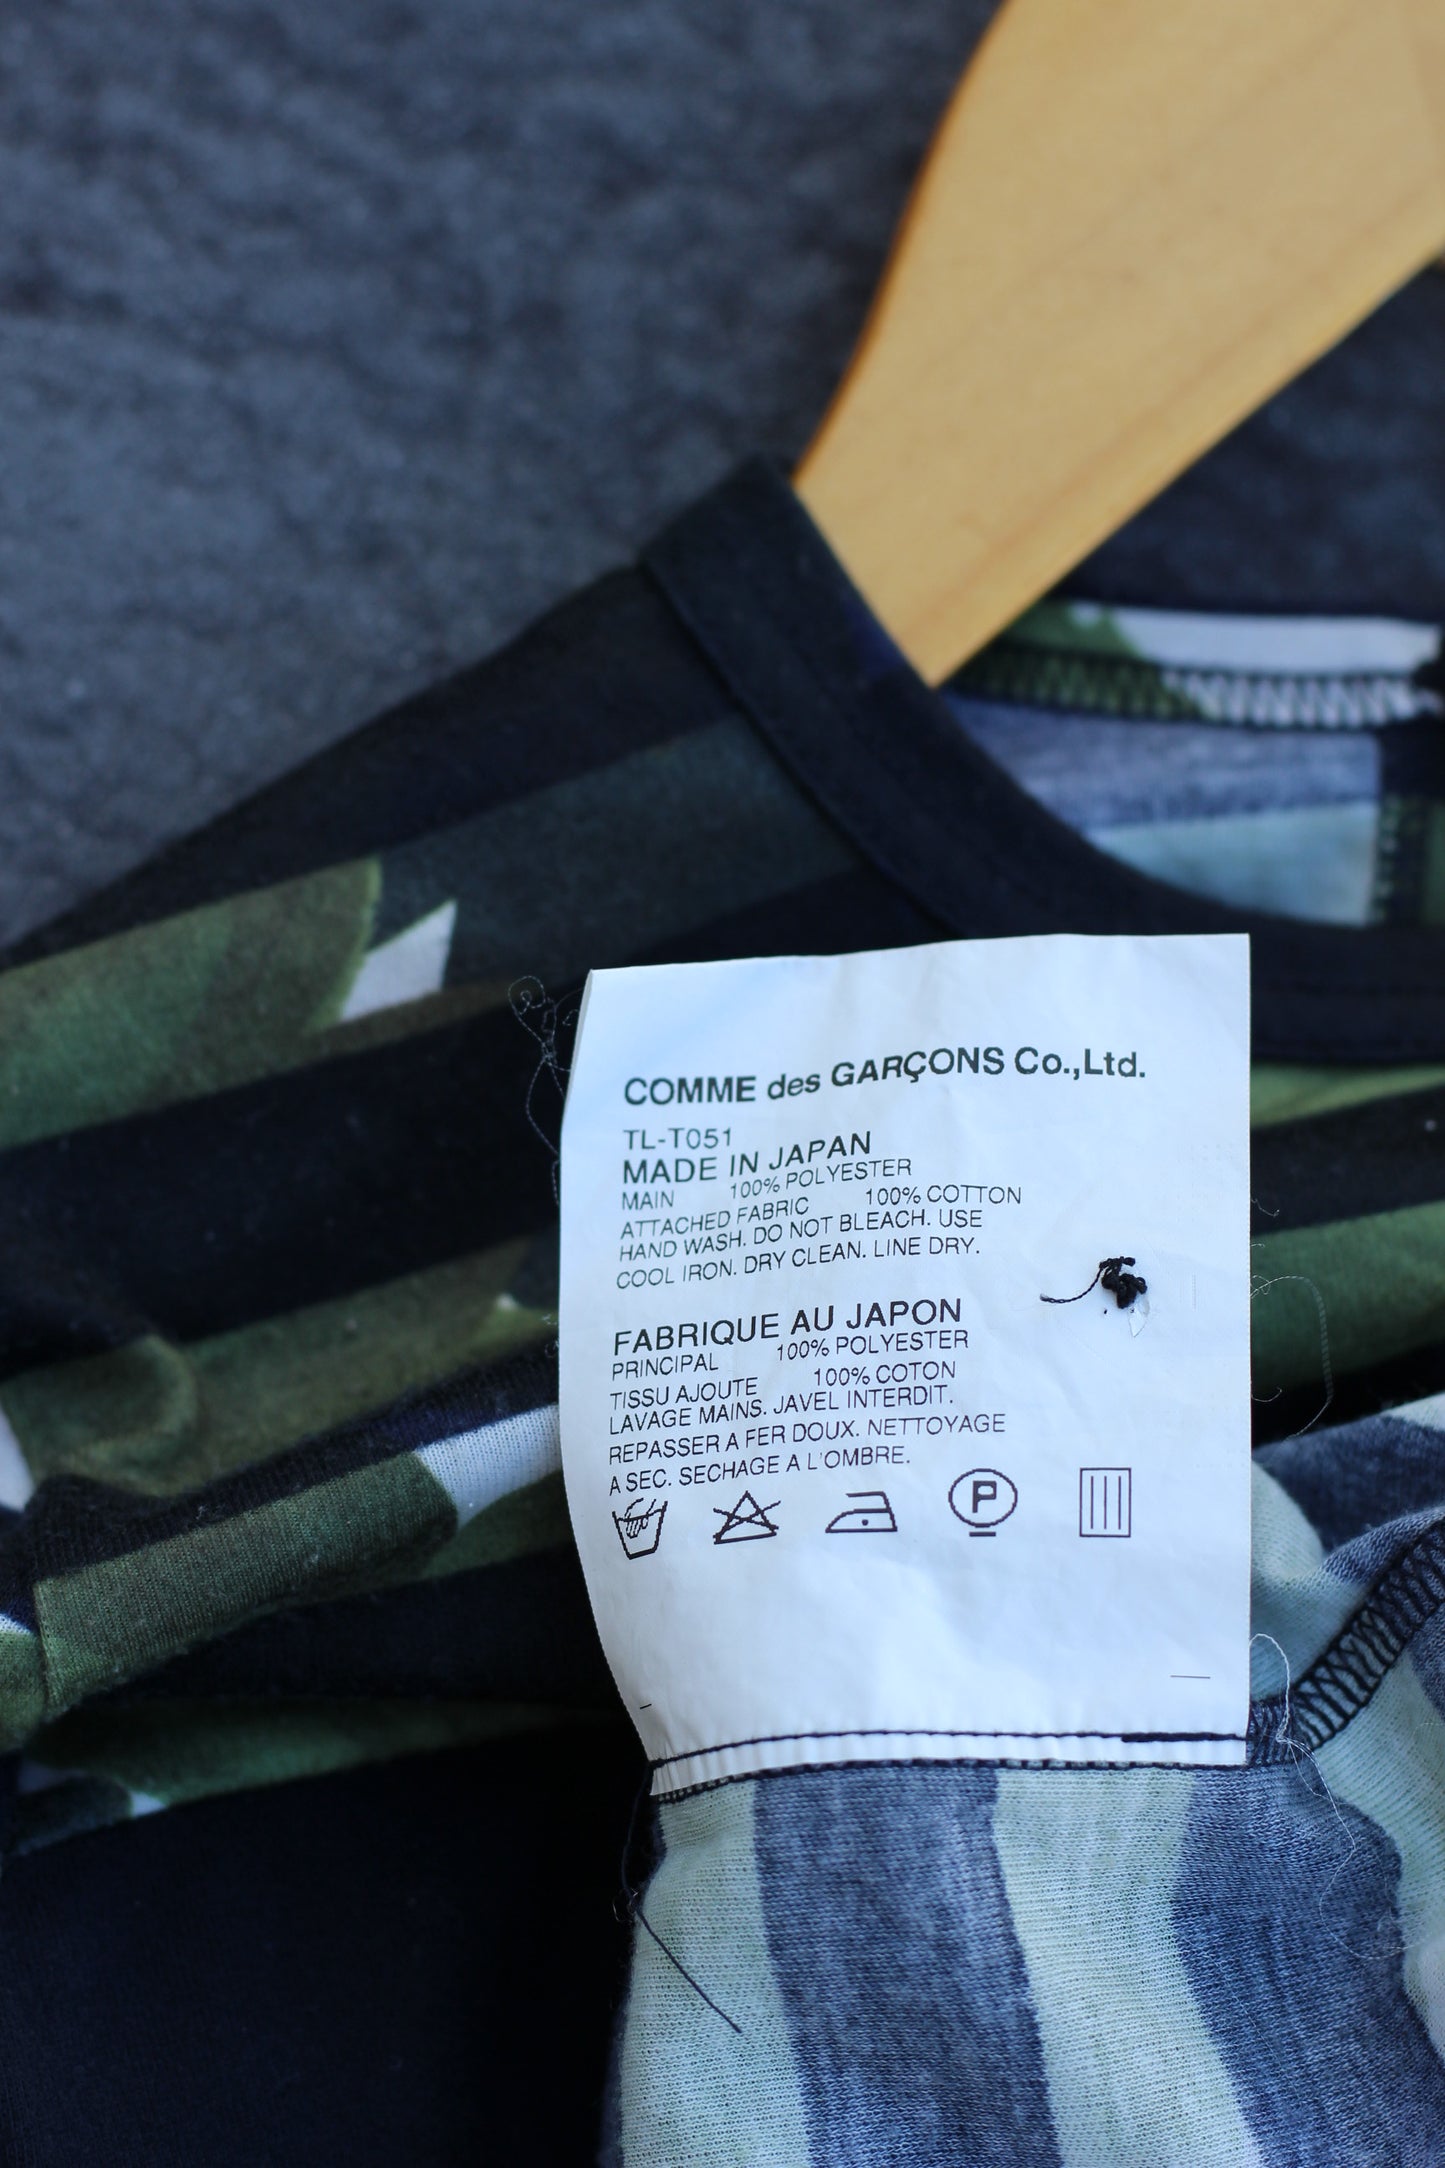 COMME des GARÇONS Co.,Ltd.
TL-T051
MADE IN JAPAN
MAIN 100% POLYESTER
ATTACHED FABRIC 100% COTTON
HAND WASH. DO NOT BLEACH. USE
COOL IRON. DRY CLEAN. LINE DRY.
FABRIQUE AU JAPON
PRINCIPAL 100% POLYESTER
TISSU AJOUTE 100% COTON
LAVAGE MAINS. JAVEL INTERDIT.
REPASSER A FER DOUX. NETTOYAGE
A SEC. SECHAGE A L'OMBRE.
P